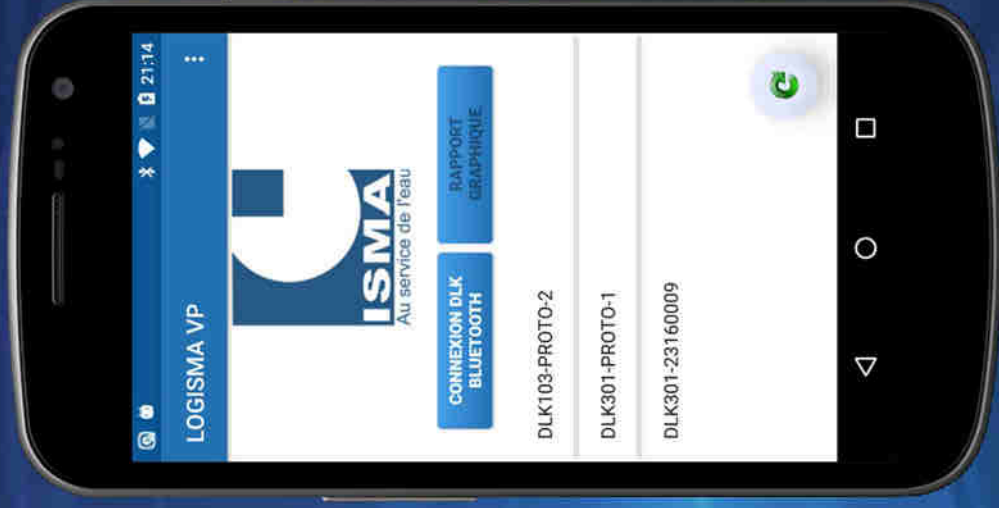 21:14
LOGISMA VP
ISMA
Au service de l'eau
CONNEXION DLK
BLUETOOTH
RAPPORT
GRAPHIQUE
DLK103-PROTO-2
DLK301-PROTO-1
DLK301-23160009